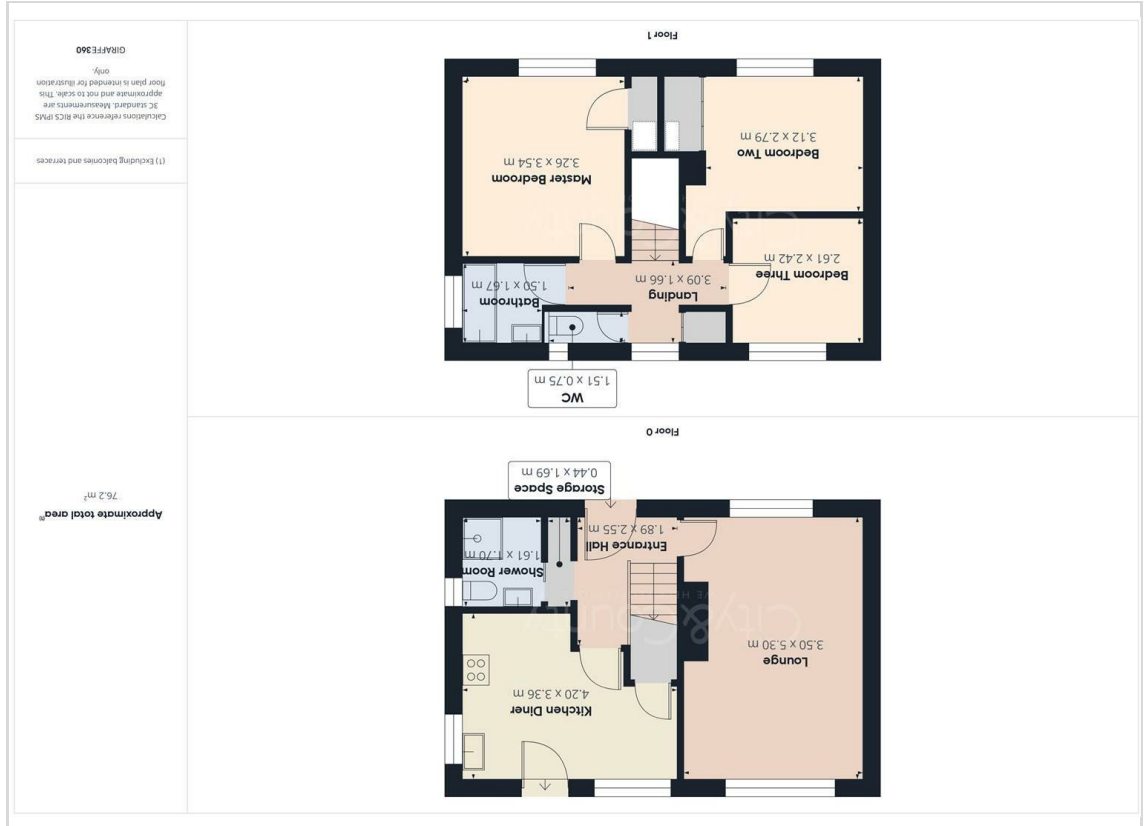 Floor 0
Kitchen Diner
4.20 x 3.36 m
Lounge
3.50 x 5.30 m
Shower Room
1.61 x 1.70 m
Entrance Hall
1.89 x 2.55 m
Storage Space
0.44 x 1.69 m
City&County
Floor 1
WC
1.51 x 0.75 m
Bathroom
1.50 x 1.67 m
Landing
3.09 x 1.66 m
Bedroom Three
2.61 x 2.42 m
Master Bedroom
3.26 x 3.54 m
Bedroom Two
3.12 x 2.79 m
City&County
Approximate total area⁽¹⁾
76.2 m²
(1) Excluding balconies and terraces
Calculations reference the RICS IPMS
3C standard. Measurements are
approximate and not to scale. This
floor plan is intended for illustration
only.
GIRAFFE360